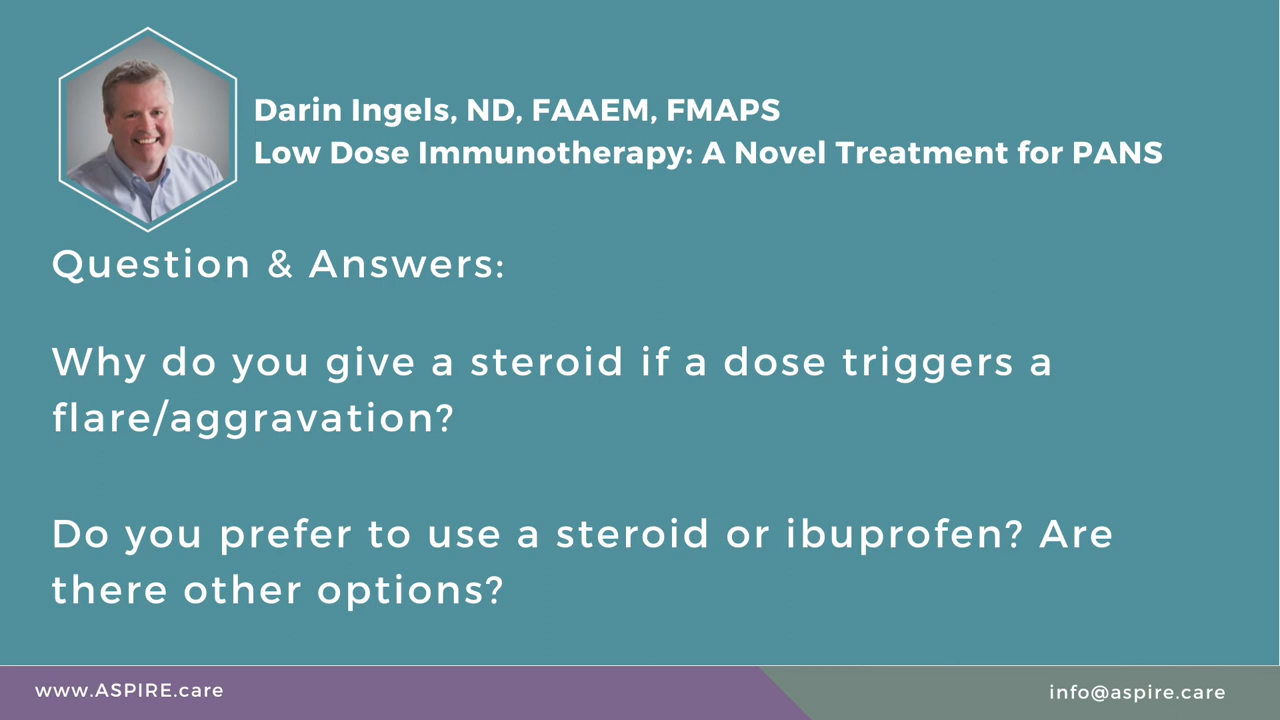 Darin Ingels, ND, FAAEM, FMAPS
Low Dose Immunotherapy: A Novel Treatment for PANS
Question & Answers:
Why do you give a steroid if a dose triggers a
flare/aggravation?
Do you prefer to use a steroid or ibuprofen? Are
there other options?
www.ASPIRE.care
info@aspire.care